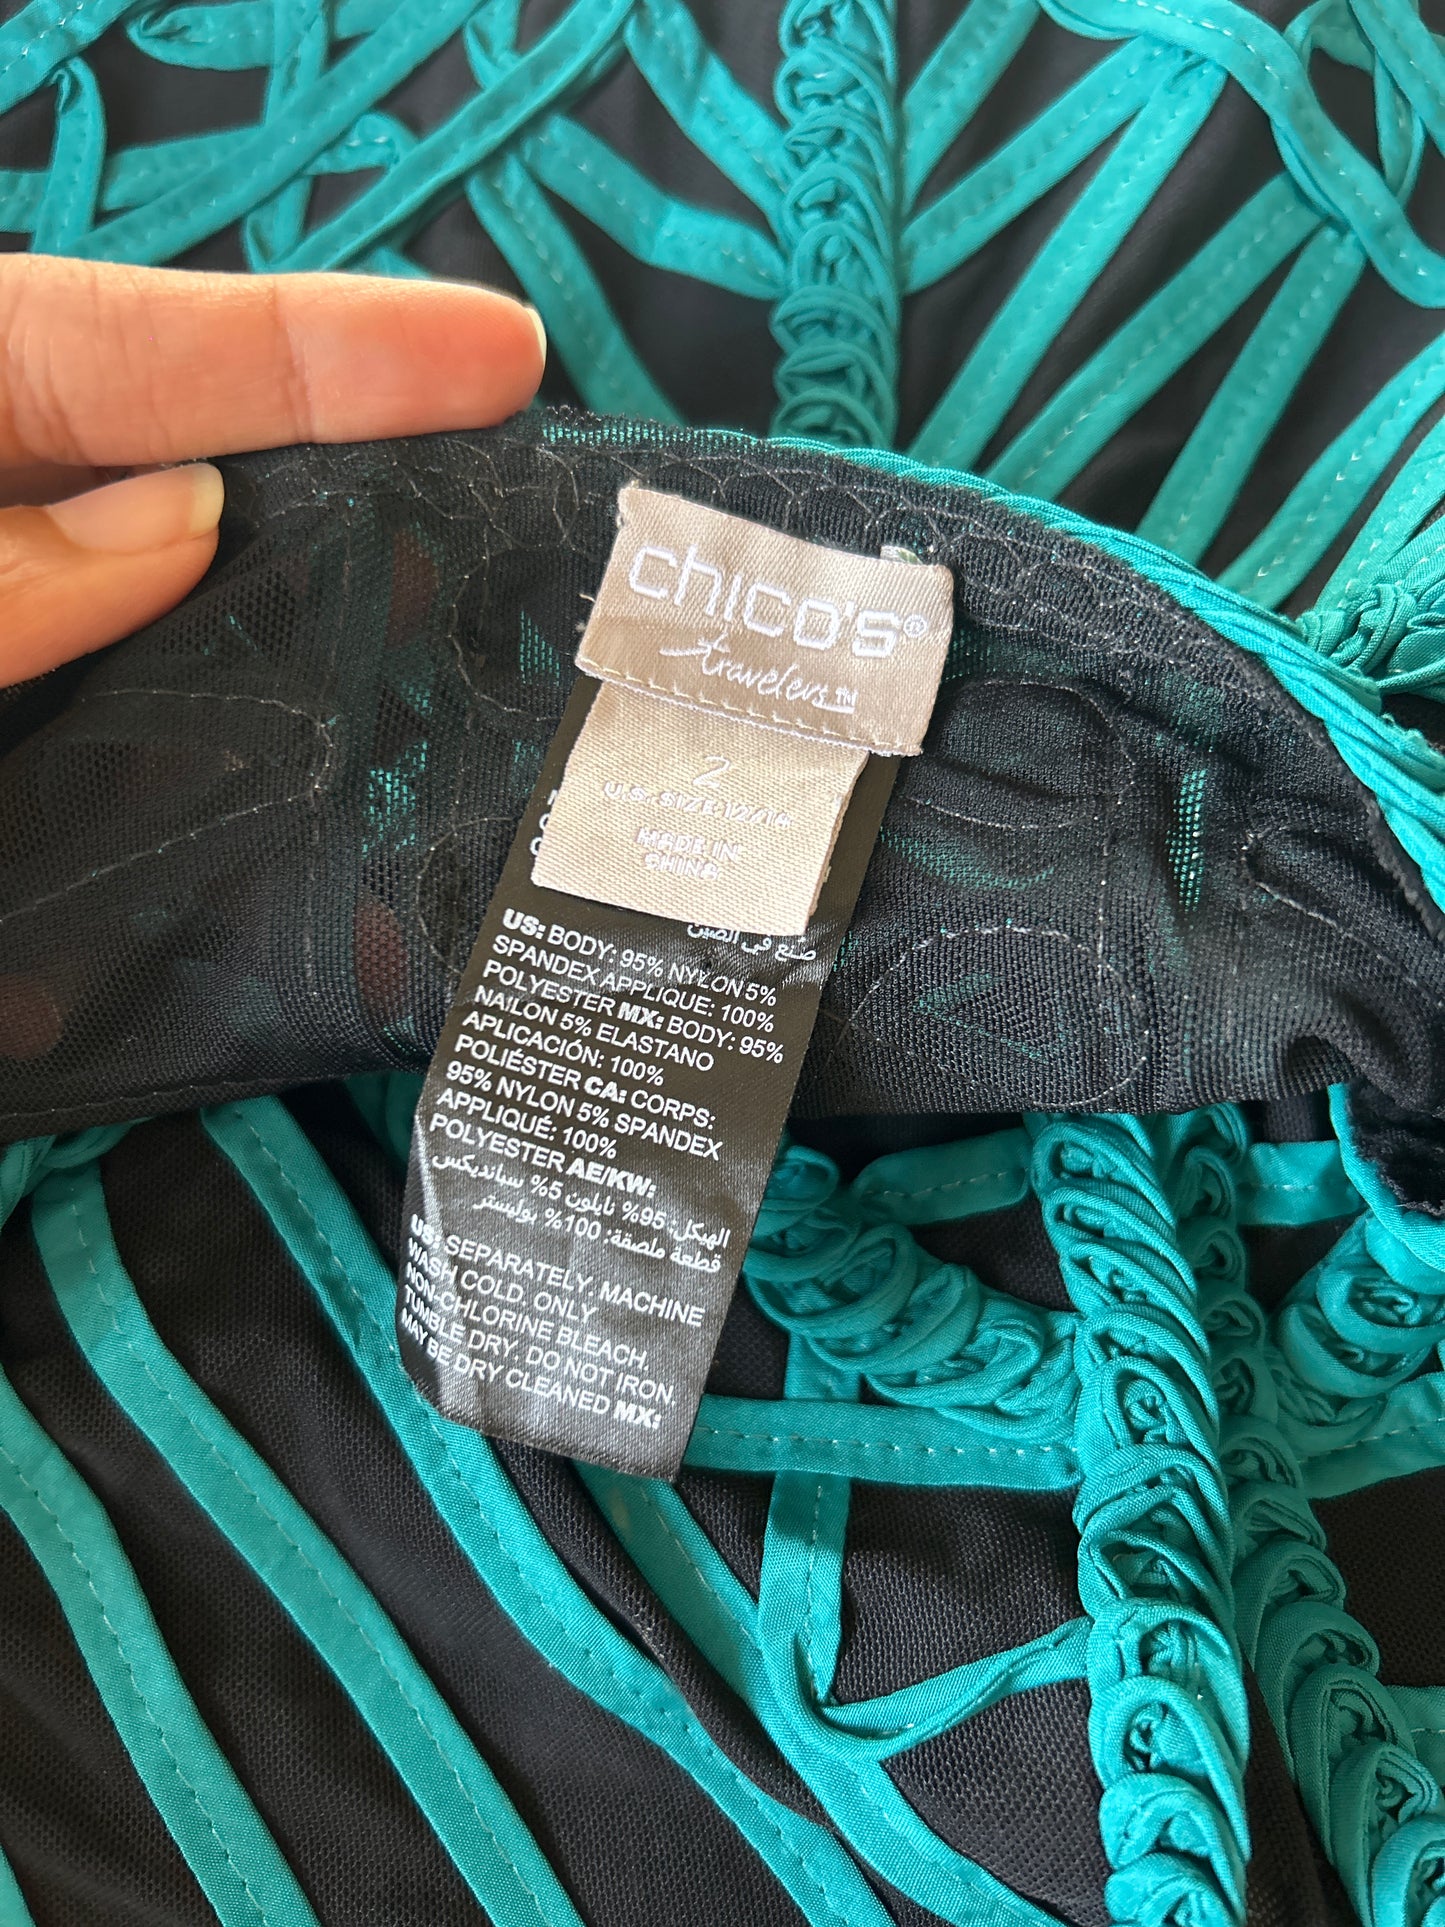 chico's®
travelers™
2
U.S. SIZE-12/14
MADE IN
CHINA
صنع في الصين
US: BODY: 95% NYLON 5%
SPANDEX APPLIQUE: 100%
POLYESTER MX: BODY: 95%
NAILON 5% ELASTANO
APLICACIÓN: 100%
POLIÉSTER CA: CORPS:
95% NYLON 5% SPANDEX
APPLIQUÉ: 100%
POLYESTER AE/KW:
الهيكل: 95% نايلون 5% سبانديكس
قطعة ملصقة: 100% بوليستر
US: SEPARATELY, MACHINE
WASH COLD, ONLY
NON-CHLORINE BLEACH,
TUMBLE DRY, DO NOT IRON,
MAY BE DRY CLEANED MX: